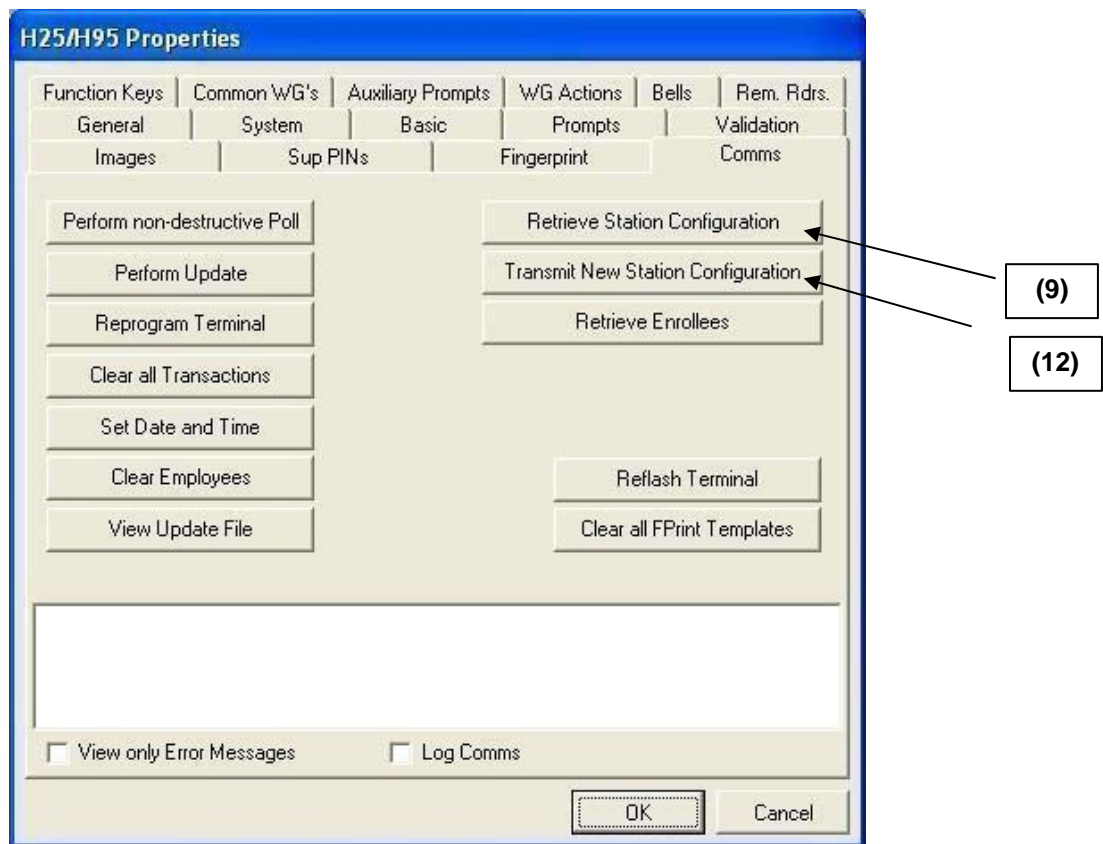 H25/H95 Properties
Function Keys Common WG's Auxiliary Prompts WG Actions Bells Rem. Rdrs.
General System Basic Prompts Validation
Images Sup PINs Fingerprint Comms
Perform non-destructive Poll Retrieve Station Configuration
Perform Update Transmit New Station Configuration
(9)
Reprogram Terminal Retrieve Enrollees
(12)
Clear all Transactions
Set Date and Time
Clear Employees Reflash Terminal
View Update File Clear all FPrint Templates
View only Error Messages Log Comms
OK Cancel